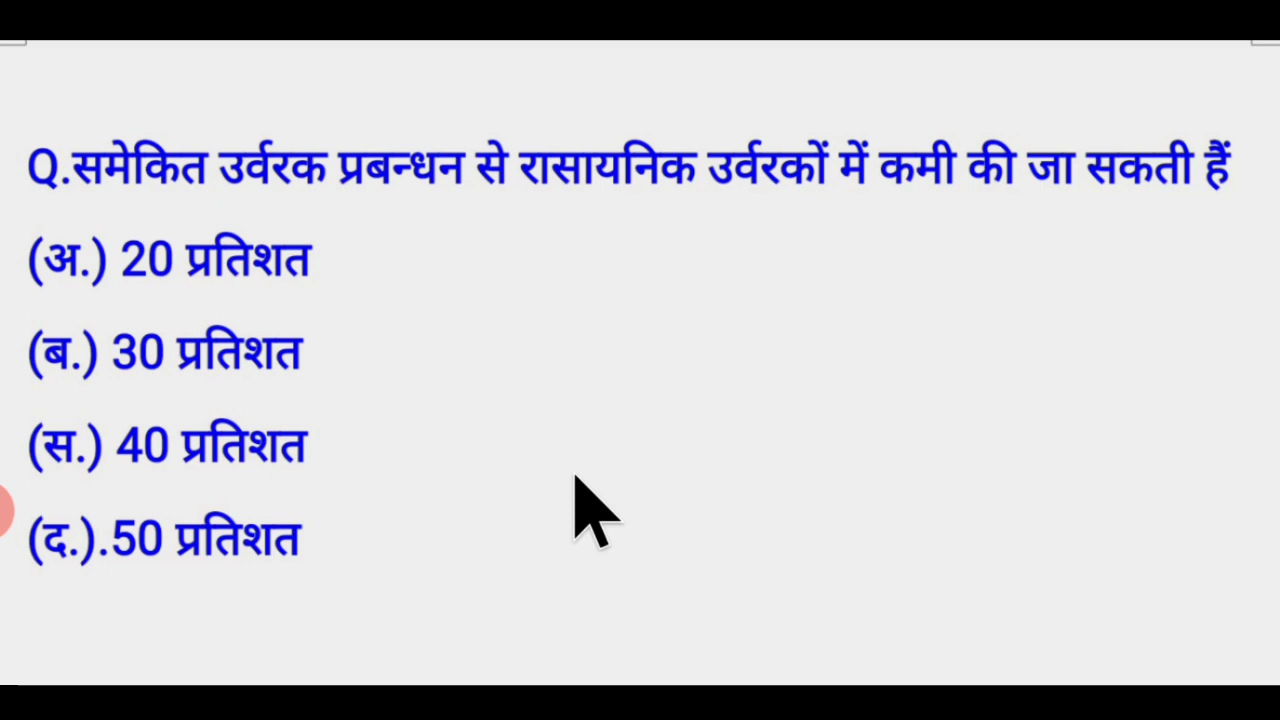 Q.समेकित उर्वरक प्रबन्धन से रासायनिक उर्वरकों में कमी की जा सकती हैं
(अ.) 20 प्रतिशत
(ब.) 30 प्रतिशत
(स.) 40 प्रतिशत
(द.).50 प्रतिशत